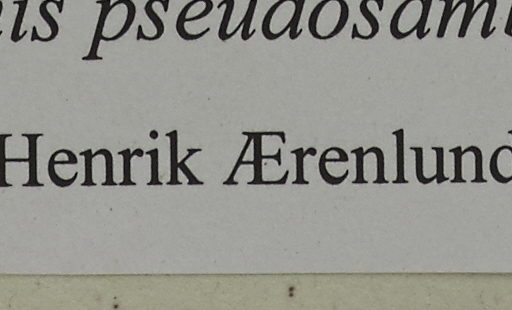 is pseudosam
Henrik Ærenlund